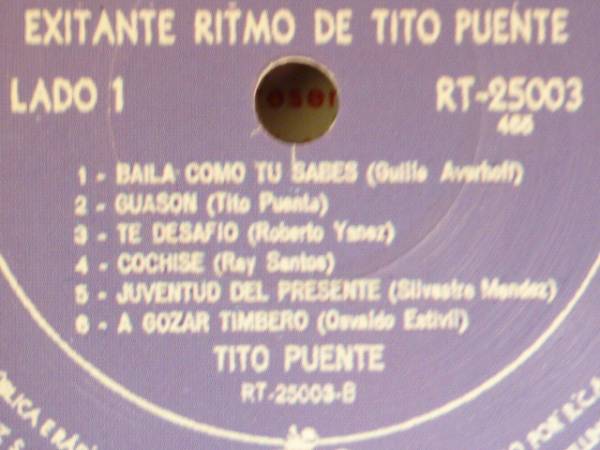 EXITANTE RITMO DE TITO PUENTE
LADO 1
RT-25003
466
1 - BAILA COMO TU SABES (Guille Averhoff)
2 - GUASON (Tito Puente)
3 - TE DESAFIO (Roberto Yanez)
4 - COCHISE (Ray Santos)
5 - JUVENTUD DEL PRESENTE (Silvestre Mendez)
6 - A GOZAR TIMBERO (Osvaldo Estivil)
TITO PUENTE
RT-25003-B